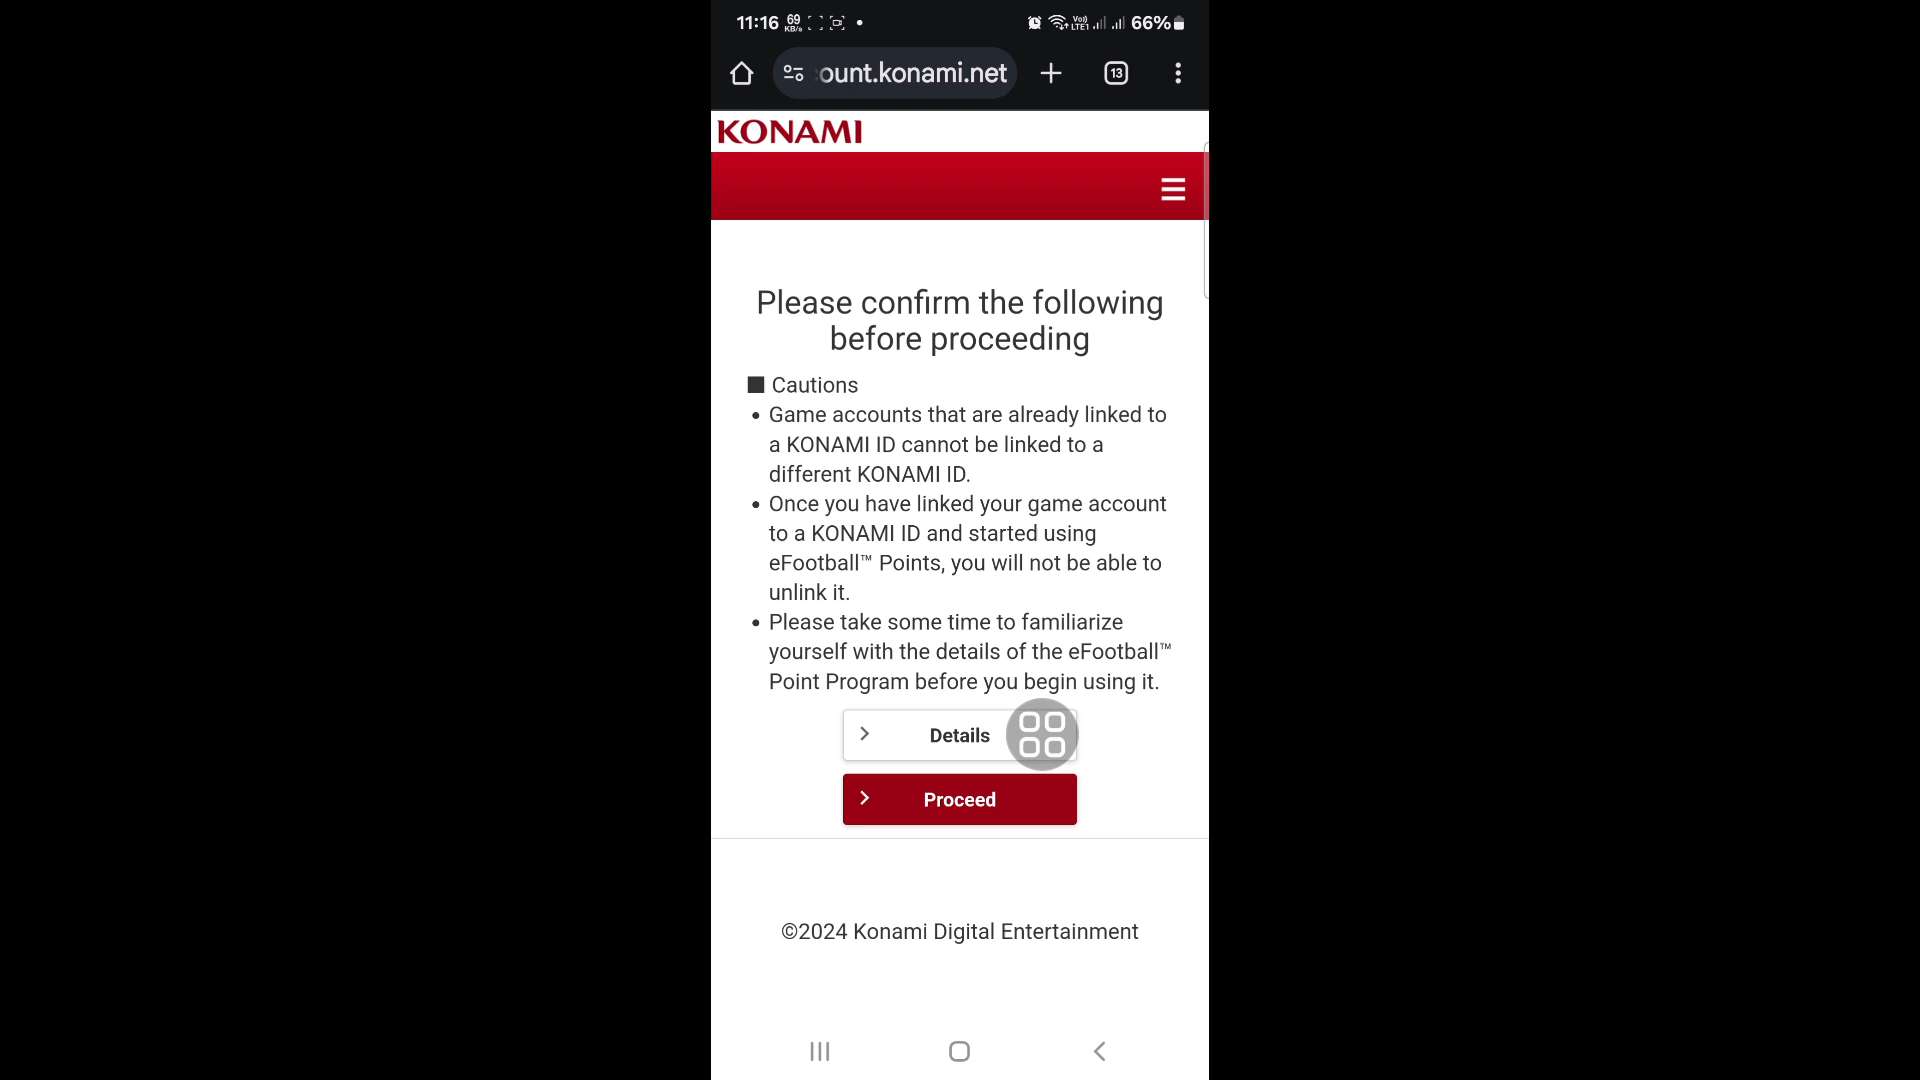 11:16 69 KB/s Vo) LTE1 66%
ount.konami.net 13
KONAMI
Please confirm the following
before proceeding
■ Cautions
• Game accounts that are already linked to
a KONAMI ID cannot be linked to a
different KONAMI ID.
• Once you have linked your game account
to a KONAMI ID and started using
eFootball™ Points, you will not be able to
unlink it.
• Please take some time to familiarize
yourself with the details of the eFootball™
Point Program before you begin using it.
Details
Proceed
©2024 Konami Digital Entertainment